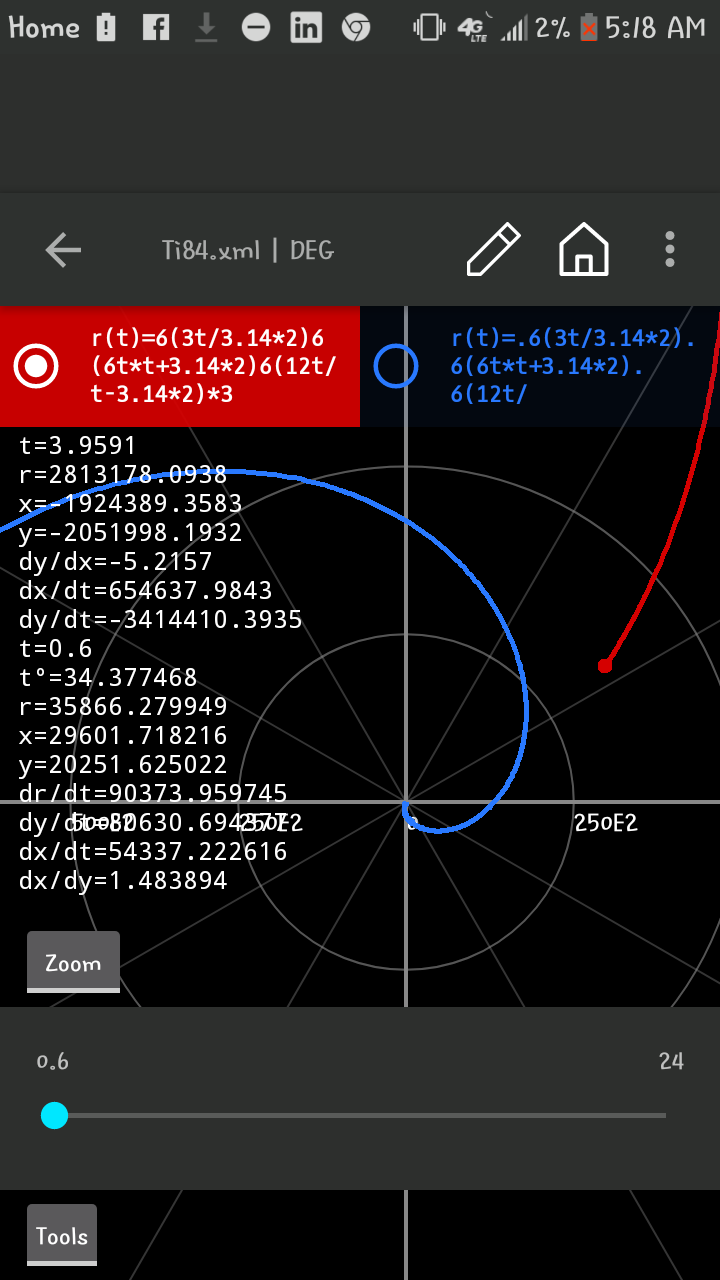 Home 4G LTE 2% 5:18 AM
Ti84.xml | DEG
r(t)=6(3t/3.14*2)6
(6t*t+3.14*2)6(12t/
t-3.14*2)*3
r(t)=.6(3t/3.14*2).
6(6t*t+3.14*2).
6(12t/
t=3.9591
r=2813178.0938
x=-1924389.3583
y=-2051998.1932
dy/dx=-5.2157
dx/dt=654637.9843
dy/dt=-3414410.3935
t=0.6
t°=34.377468
r=35866.279949
x=29601.718216
y=20251.625022
dr/dt=90373.959745
dy/dt=80630.694377
500E2 250E2 0 250E2
dx/dt=54337.222616
dx/dy=1.483894
Zoom
0.6 24
Tools